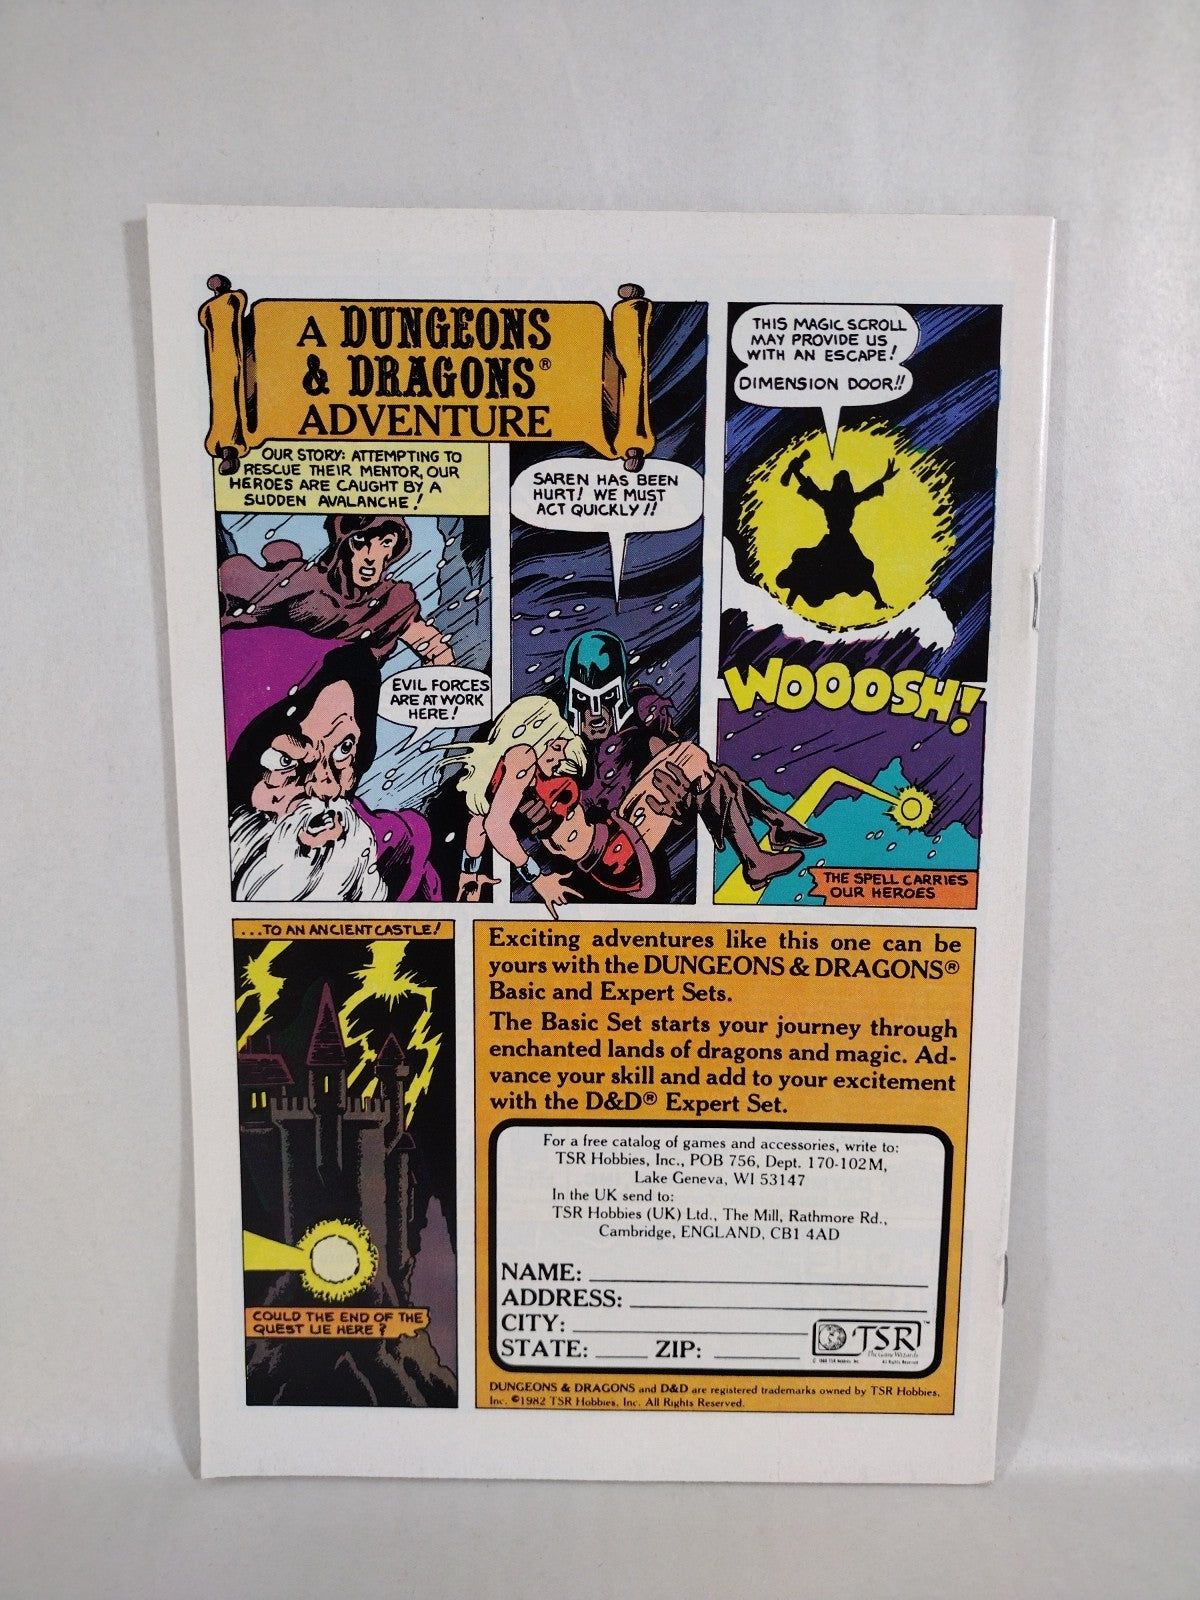 A DUNGEONS
& DRAGONS®
ADVENTURE
OUR STORY: ATTEMPTING TO
RESCUE THEIR MENTOR, OUR
HEROES ARE CAUGHT BY A
SUDDEN AVALANCHE!
EVIL FORCES
ARE AT WORK
HERE!
SAREN HAS BEEN
HURT! WE MUST
ACT QUICKLY!!
THIS MAGIC SCROLL
MAY PROVIDE US
WITH AN ESCAPE!
DIMENSION DOOR!!
WOOOSH!
THE SPELL CARRIES
OUR HEROES
...TO AN ANCIENT CASTLE!
COULD THE END OF THE
QUEST LIE HERE?
Exciting adventures like this one can be
yours with the DUNGEONS & DRAGONS®
Basic and Expert Sets.
The Basic Set starts your journey through
enchanted lands of dragons and magic. Ad-
vance your skill and add to your excitement
with the D&D® Expert Set.
For a free catalog of games and accessories, write to:
TSR Hobbies, Inc., POB 756, Dept. 170-102M,
Lake Geneva, WI 53147
In the UK send to:
TSR Hobbies (UK) Ltd., The Mill, Rathmore Rd.,
Cambridge, ENGLAND, CB1 4AD
NAME:
ADDRESS:
CITY:
STATE: ZIP:
TSR™
The Game Wizards
All Rights Reserved
DUNGEONS & DRAGONS and D&D are registered trademarks owned by TSR Hobbies,
Inc. ©1982 TSR Hobbies, Inc. All Rights Reserved.